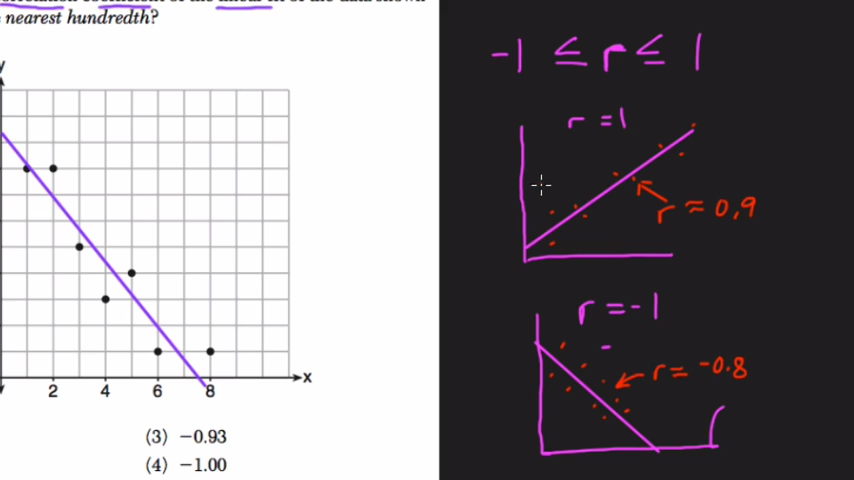 nearest hundredth?
y
x
2 4 6 8
(3) −0.93
(4) −1.00
-1 ≤ r ≤ 1
r = 1
r ≈ 0.9
r = -1
r = -0.8